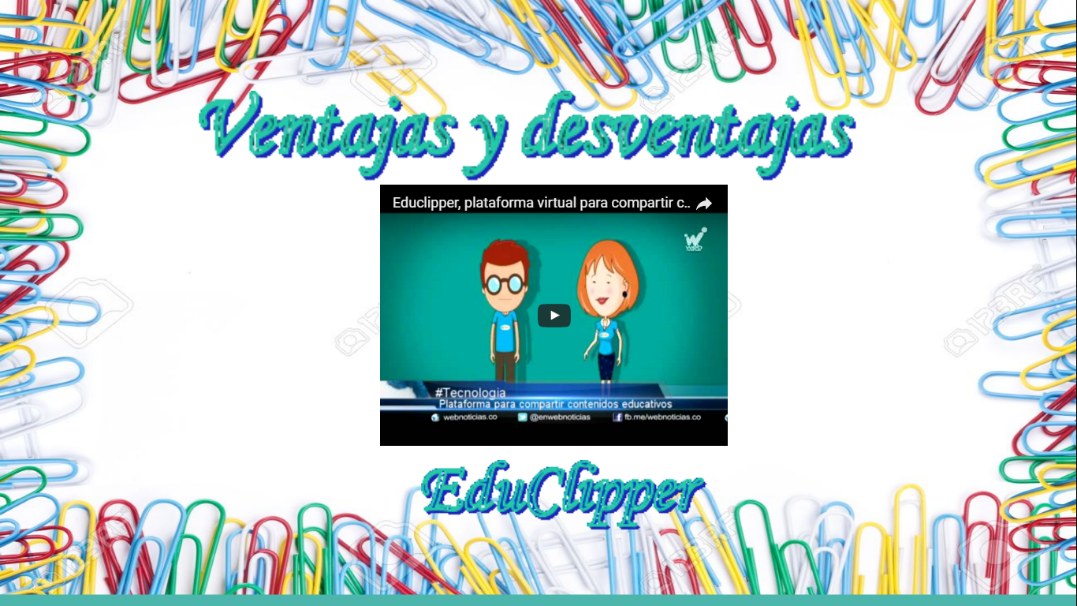 Ventajas y desventajas
Educlipper, plataforma virtual para compartir c..
#Tecnologia
Plataforma para compartir contenidos educativos
webnoticias.co @enwebnoticias fb.me/webnoticias.co
EduClipper